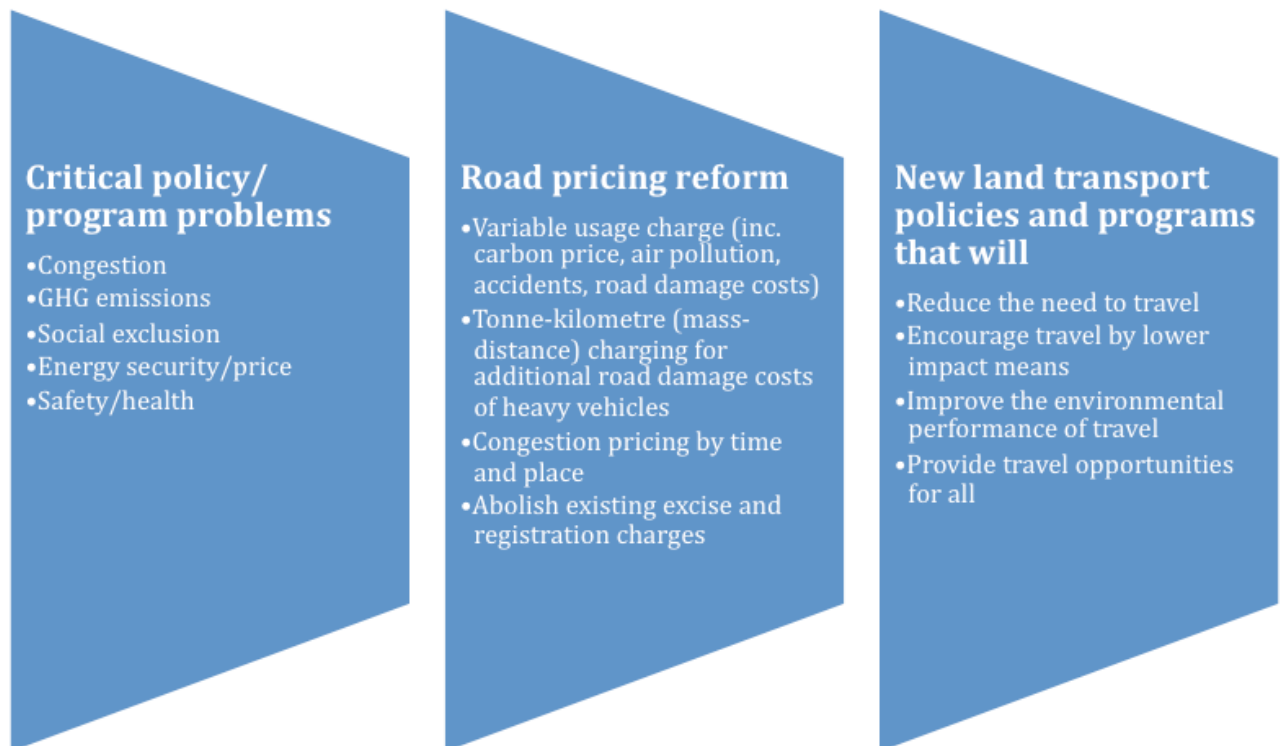 Critical policy/
program problems
•Congestion
•GHG emissions
•Social exclusion
•Energy security/price
•Safety/health
Road pricing reform
•Variable usage charge (inc.
carbon price, air pollution,
accidents, road damage costs)
•Tonne-kilometre (mass-
distance) charging for
additional road damage costs
of heavy vehicles
•Congestion pricing by time
and place
•Abolish existing excise and
registration charges
New land transport
policies and programs
that will
•Reduce the need to travel
•Encourage travel by lower
impact means
•Improve the environmental
performance of travel
•Provide travel opportunities
for all